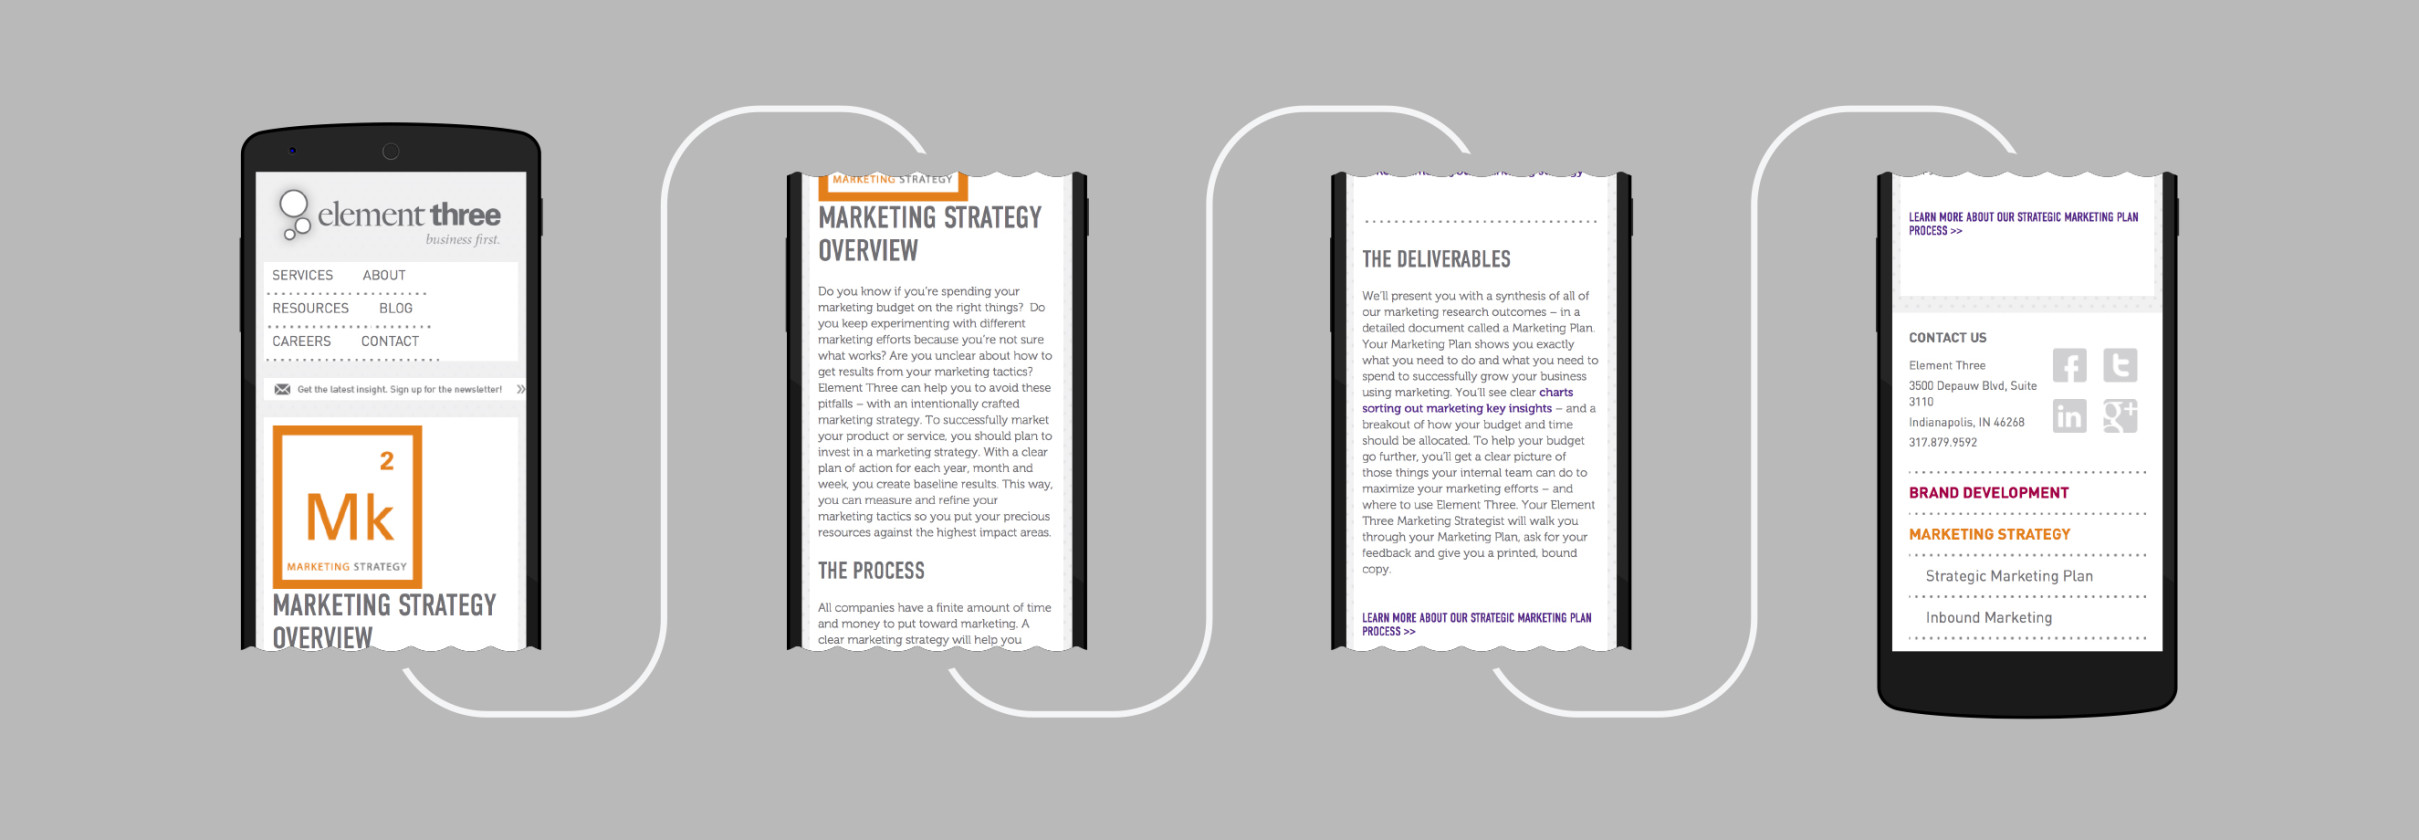 element three
business first.
SERVICES ABOUT
RESOURCES BLOG
CAREERS CONTACT
Get the latest insight. Sign up for the newsletter! »
2
Mk
MARKETING STRATEGY
MARKETING STRATEGY
OVERVIEW
MARKETING STRATEGY
MARKETING STRATEGY
OVERVIEW
Do you know if you're spending your
marketing budget on the right things? Do
you keep experimenting with different
marketing efforts because you're not sure
what works? Are you unclear about how to
get results from your marketing tactics?
Element Three can help you to avoid these
pitfalls – with an intentionally crafted
marketing strategy. To successfully market
your product or service, you should plan to
invest in a marketing strategy. With a clear
plan of action for each year, month and
week, you create baseline results. This way,
you can measure and refine your
marketing tactics so you put your precious
resources against the highest impact areas.
THE PROCESS
All companies have a finite amount of time
and money to put toward marketing. A
clear marketing strategy will help you
THE DELIVERABLES
We'll present you with a synthesis of all of
our marketing research outcomes – in a
detailed document called a Marketing Plan.
Your Marketing Plan shows you exactly
what you need to do and what you need to
spend to successfully grow your business
using marketing. You'll see clear charts
sorting out marketing key insights – and a
breakout of how your budget and time
should be allocated. To help your budget
go further, you'll get a clear picture of
those things your internal team can do to
maximize your marketing efforts – and
where to use Element Three. Your Element
Three Marketing Strategist will walk you
through your Marketing Plan, ask for your
feedback and give you a printed, bound
copy.
LEARN MORE ABOUT OUR STRATEGIC MARKETING PLAN
PROCESS >>
LEARN MORE ABOUT OUR STRATEGIC MARKETING PLAN
PROCESS >>
CONTACT US
Element Three
3500 Depauw Blvd, Suite
3110
Indianapolis, IN 46268
317.879.9592
f t
in g+
BRAND DEVELOPMENT
MARKETING STRATEGY
Strategic Marketing Plan
Inbound Marketing